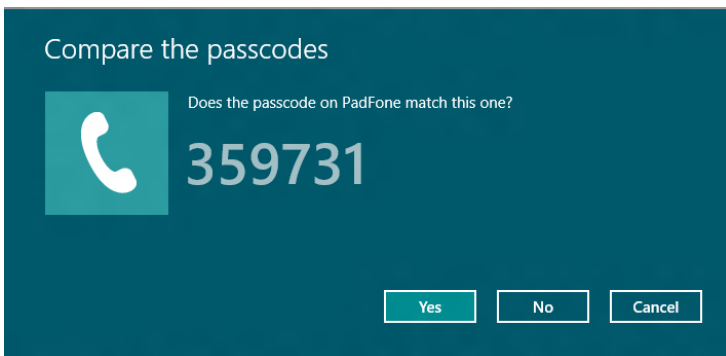 Compare the passcodes
Does the passcode on PadFone match this one?
359731
Yes No Cancel